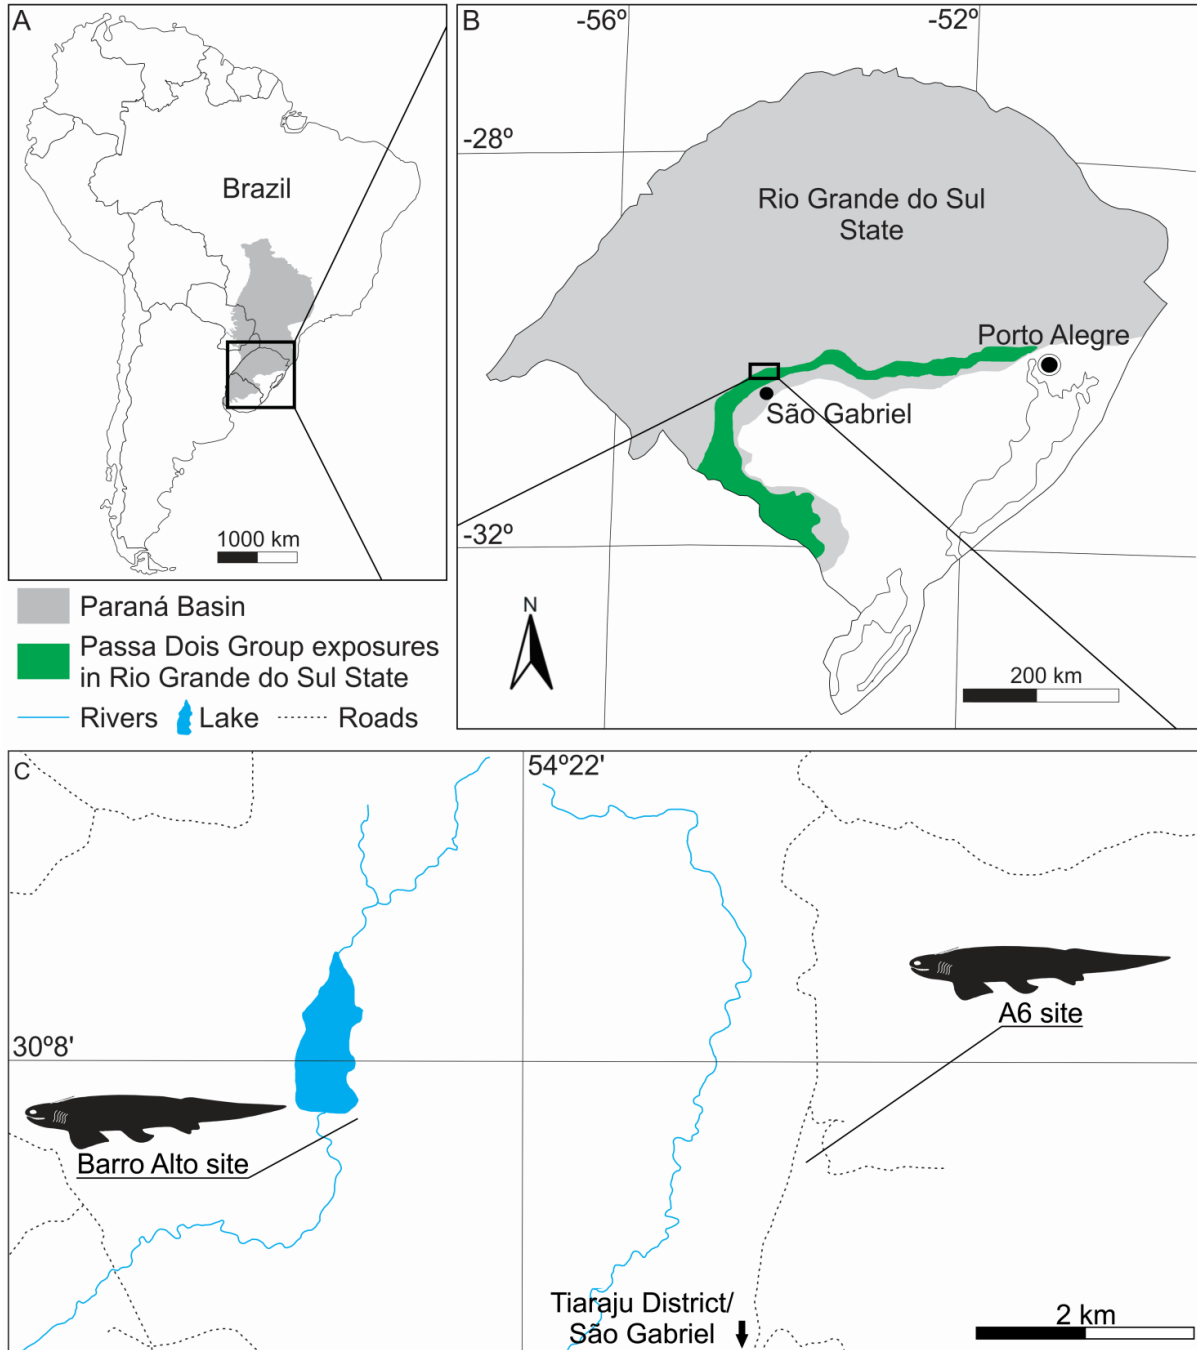 A
Brazil
1000 km
B
-56º
-52º
-28º
Rio Grande do Sul
State
Porto Alegre
São Gabriel
-32º
N
200 km
Paraná Basin
Passa Dois Group exposures
in Rio Grande do Sul State
Rivers
Lake
Roads
C
54º22'
30º8'
A6 site
Barro Alto site
Tiaraju District/
São Gabriel
2 km